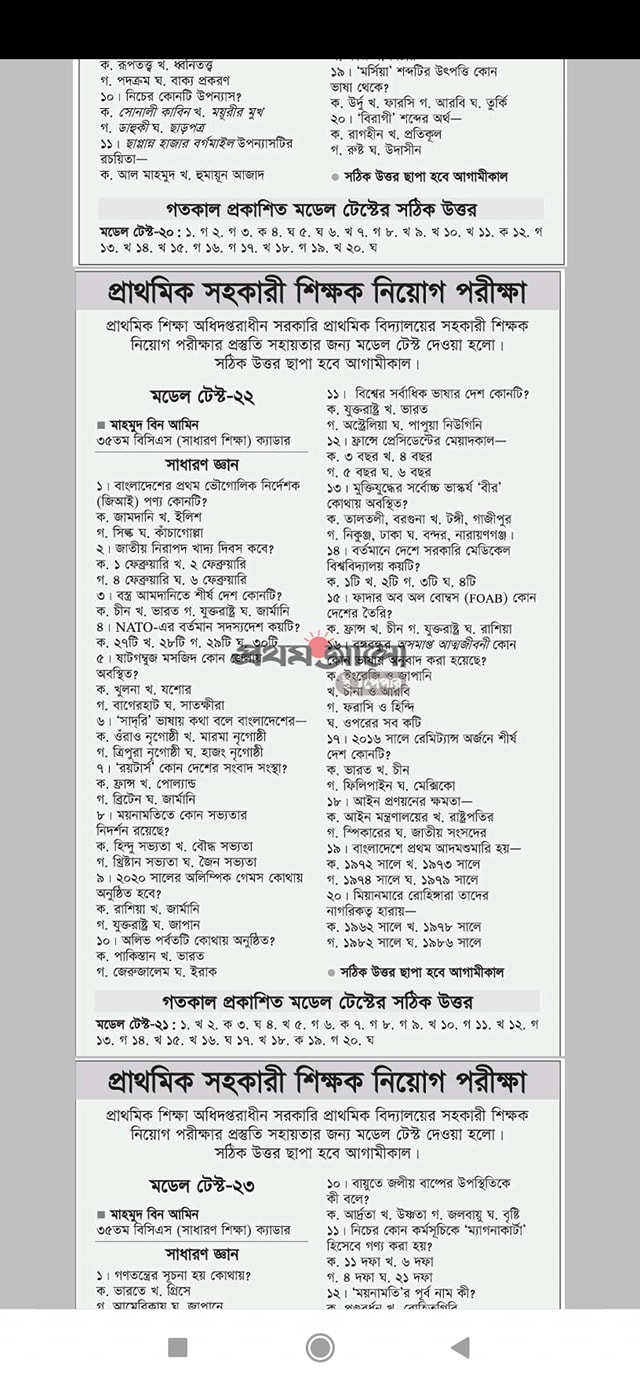 ক. রূপতত্ত্ব খ. ধ্বনিতত্ত্ব
গ. পদক্রম ঘ. বাক্য প্রকরণ
১০। নিচের কোনটি উপন্যাস?
ক. সোনালী কাবিন খ. ময়ূরীর মুখ
গ. ডাহুকী ঘ. ছাড়পত্র
১১। ছাপ্পান্ন হাজার বর্গমাইল উপন্যাসটির
রচয়িতা—
ক. আল মাহমুদ খ. হুমায়ূন আজাদ
১৯। ‘মর্সিয়া’ শব্দটির উৎপত্তি কোন
ভাষা থেকে?
ক. উর্দু খ. ফারসি গ. আরবি ঘ. তুর্কি
২০। ‘বিরাগী’ শব্দের অর্থ—
ক. রাগহীন খ. প্রতিকূল
গ. রুষ্ট ঘ. উদাসীন
● সঠিক উত্তর ছাপা হবে আগামীকাল
গতকাল প্রকাশিত মডেল টেস্টের সঠিক উত্তর
মডেল টেস্ট-২০ : ১. গ ২. গ ৩. ক ৪. ঘ ৫. ঘ ৬. খ ৭. গ ৮. খ ৯. খ ১০. খ ১১. ক ১২. গ
১৩. খ ১৪. খ ১৫. গ ১৬. গ ১৭. খ ১৮. গ ১৯. খ ২০. ঘ
প্রাথমিক সহকারী শিক্ষক নিয়োগ পরীক্ষা
প্রাথমিক শিক্ষা অধিদপ্তরাধীন সরকারি প্রাথমিক বিদ্যালয়ের সহকারী শিক্ষক
নিয়োগ পরীক্ষার প্রস্তুতি সহায়তার জন্য মডেল টেস্ট দেওয়া হলো।
সঠিক উত্তর ছাপা হবে আগামীকাল।
মডেল টেস্ট-২২
■ মাহমুদ বিন আমিন
৩৫তম বিসিএস (সাধারণ শিক্ষা) ক্যাডার
সাধারণ জ্ঞান
১। বাংলাদেশের প্রথম ভৌগোলিক নির্দেশক
(জিআই) পণ্য কোনটি?
ক. জামদানি খ. ইলিশ
গ. সিল্ক ঘ. কাঁচাগোল্লা
২। জাতীয় নিরাপদ খাদ্য দিবস কবে?
ক. ১ ফেব্রুয়ারি খ. ২ ফেব্রুয়ারি
গ. ৪ ফেব্রুয়ারি ঘ. ৬ ফেব্রুয়ারি
৩। বস্ত্র আমদানিতে শীর্ষ দেশ কোনটি?
ক. চীন খ. ভারত গ. যুক্তরাষ্ট্র ঘ. জার্মানি
৪। NATO-এর বর্তমান সদস্যদেশ কয়টি?
ক. ২৭টি খ. ২৮টি গ. ২৯টি ঘ. ৩০টি
৫। ষাটগম্বুজ মসজিদ কোন জেলায়
অবস্থিত?
ক. খুলনা খ. যশোর
গ. বাগেরহাট ঘ. সাতক্ষীরা
৬। ‘সাদ্‌রি’ ভাষায় কথা বলে বাংলাদেশের—
ক. ওঁরাও নৃগোষ্ঠী খ. মারমা নৃগোষ্ঠী
গ. ত্রিপুরা নৃগোষ্ঠী ঘ. হাজং নৃগোষ্ঠী
৭। ‘রয়টার্স’ কোন দেশের সংবাদ সংস্থা?
ক. ফ্রান্স খ. পোল্যান্ড
গ. ব্রিটেন ঘ. জার্মানি
৮। ময়নামতিতে কোন সভ্যতার
নিদর্শন রয়েছে?
ক. হিন্দু সভ্যতা খ. বৌদ্ধ সভ্যতা
গ. খ্রিষ্টান সভ্যতা ঘ. জৈন সভ্যতা
৯। ২০২০ সালের অলিম্পিক গেমস কোথায়
অনুষ্ঠিত হবে?
ক. রাশিয়া খ. জার্মানি
গ. যুক্তরাষ্ট্র ঘ. জাপান
১০। অলিভ পর্বতটি কোথায় অনুষ্ঠিত?
ক. পাকিস্তান খ. ভারত
গ. জেরুজালেম ঘ. ইরাক
১১। বিশ্বের সর্বাধিক ভাষার দেশ কোনটি?
ক. যুক্তরাষ্ট্র খ. ভারত
গ. অস্ট্রেলিয়া ঘ. পাপুয়া নিউগিনি
১২। ফ্রান্সে প্রেসিডেন্টের মেয়াদকাল—
ক. ৩ বছর খ. ৪ বছর
গ. ৫ বছর ঘ. ৬ বছর
১৩। মুক্তিযুদ্ধের সর্বোচ্চ ভাস্কর্য ‘বীর’
কোথায় অবস্থিত?
ক. তালতলী, বরগুনা খ. টঙ্গী, গাজীপুর
গ. নিকুঞ্জ, ঢাকা ঘ. বন্দর, নারায়ণগঞ্জ।
১৪। বর্তমানে দেশে সরকারি মেডিকেল
বিশ্ববিদ্যালয় কয়টি?
ক. ১টি খ. ২টি গ. ৩টি ঘ. ৪টি
১৫। ফাদার অব অল বোম্বস (FOAB) কোন
দেশের তৈরি?
ক. ফ্রান্স খ. চীন গ. যুক্তরাষ্ট্র ঘ. রাশিয়া
১৬। বঙ্গবন্ধুর অসমাপ্ত আত্মজীবনী কোন
কোন ভাষায় অনুবাদ করা হয়েছে?
ক. ইংরেজি ও জাপানি
খ. চীনা ও আরবি
গ. ফরাসি ও হিন্দি
ঘ. ওপরের সব কটি
১৭। ২০১৬ সালে রেমিট্যান্স অর্জনে শীর্ষ
দেশ কোনটি?
ক. ভারত খ. চীন
গ. ফিলিপাইন ঘ. মেক্সিকো
১৮। আইন প্রণয়নের ক্ষমতা—
ক. আইন মন্ত্রণালয়ের খ. রাষ্ট্রপতির
গ. স্পিকারের ঘ. জাতীয় সংসদের
১৯। বাংলাদেশে প্রথম আদমশুমারি হয়—
ক. ১৯৭২ সালে খ. ১৯৭৩ সালে
গ. ১৯৭৪ সালে ঘ. ১৯৭৯ সালে
২০। মিয়ানমারে রোহিঙ্গারা তাদের
নাগরিকত্ব হারায়—
ক. ১৯৬২ সালে খ. ১৯৭৮ সালে
গ. ১৯৮২ সালে ঘ. ১৯৮৬ সালে
● সঠিক উত্তর ছাপা হবে আগামীকাল
প্রথম আলো
ই-পেপার
গতকাল প্রকাশিত মডেল টেস্টের সঠিক উত্তর
মডেল টেস্ট-২১ : ১. খ ২. ক ৩. ঘ ৪. খ ৫. গ ৬. ক ৭. গ ৮. গ ৯. খ ১০. গ ১১. খ ১২. গ
১৩. গ ১৪. খ ১৫. খ ১৬. ঘ ১৭. খ ১৮. ক ১৯. গ ২০. ঘ
প্রাথমিক সহকারী শিক্ষক নিয়োগ পরীক্ষা
প্রাথমিক শিক্ষা অধিদপ্তরাধীন সরকারি প্রাথমিক বিদ্যালয়ের সহকারী শিক্ষক
নিয়োগ পরীক্ষার প্রস্তুতি সহায়তার জন্য মডেল টেস্ট দেওয়া হলো।
সঠিক উত্তর ছাপা হবে আগামীকাল।
মডেল টেস্ট-২৩
■ মাহমুদ বিন আমিন
৩৫তম বিসিএস (সাধারণ শিক্ষা) ক্যাডার
সাধারণ জ্ঞান
১। গণতন্ত্রের সূচনা হয় কোথায়?
ক. ভারতে খ. গ্রিসে
গ. আমেরিকায় ঘ. জাপানে
১০। বায়ুতে জলীয় বাষ্পের উপস্থিতিকে
কী বলে?
ক. আর্দ্রতা খ. উষ্ণতা গ. জলবায়ু ঘ. বৃষ্টি
১১। নিচের কোন কর্মসূচিকে ‘ম্যাগনাকার্টা’
হিসেবে গণ্য করা হয়?
ক. ১১ দফা খ. ৬ দফা
গ. ৪ দফা ঘ. ২১ দফা
১২। ‘ময়নামতি’র পূর্ব নাম কী?